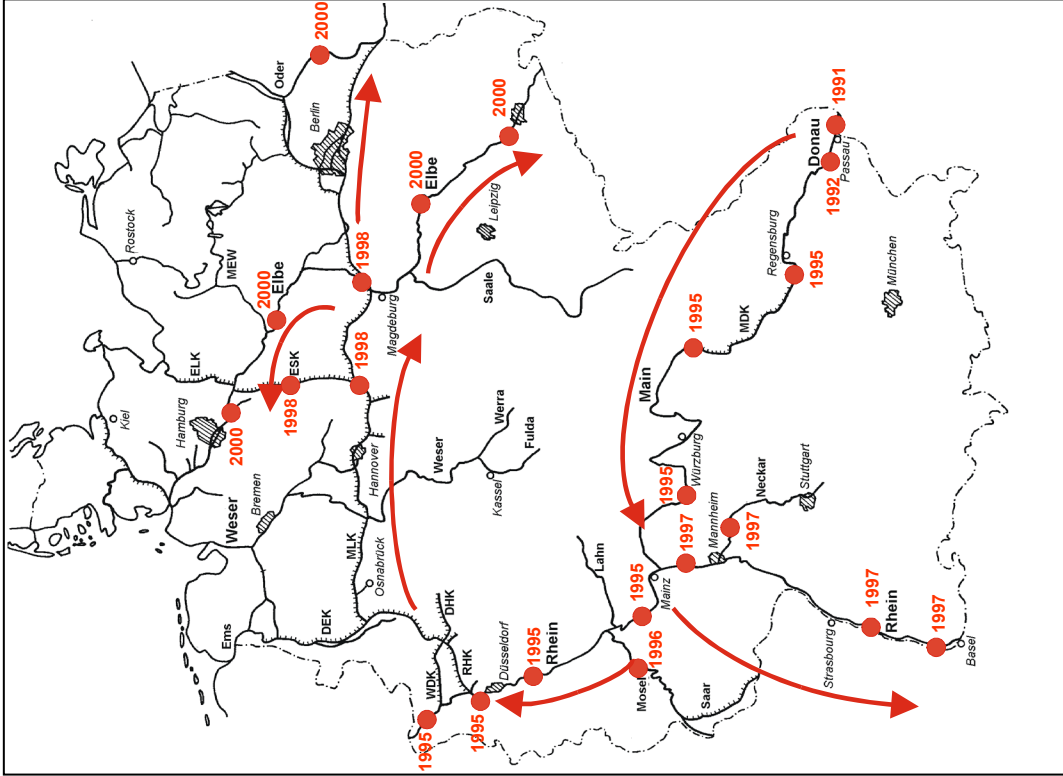 2000
Oder
Berlin
2000
2000
Elbe
Leipzig
Rostock
MEW
2000
Elbe
1998
Magdeburg
Saale
ELK
ESK
1998
1998
Kiel
Hamburg
2000
Bremen
Weser
Hannover
Weser
Werra
Fulda
Kassel
MLK
Osnabrück
DEK
Ems
DHK
RHK
WDK
Düsseldorf
1995
1995
1995
Rhein
Lahn
1995
Mainz
1996
Mosel
Saar
1991
Donau
Passau
1992
Regensburg
1995
München
MDK
1995
Main
Würzburg
1995
1997
Mannheim
1997
Neckar
Stuttgart
1997
Rhein
Strasbourg
1997
Basel